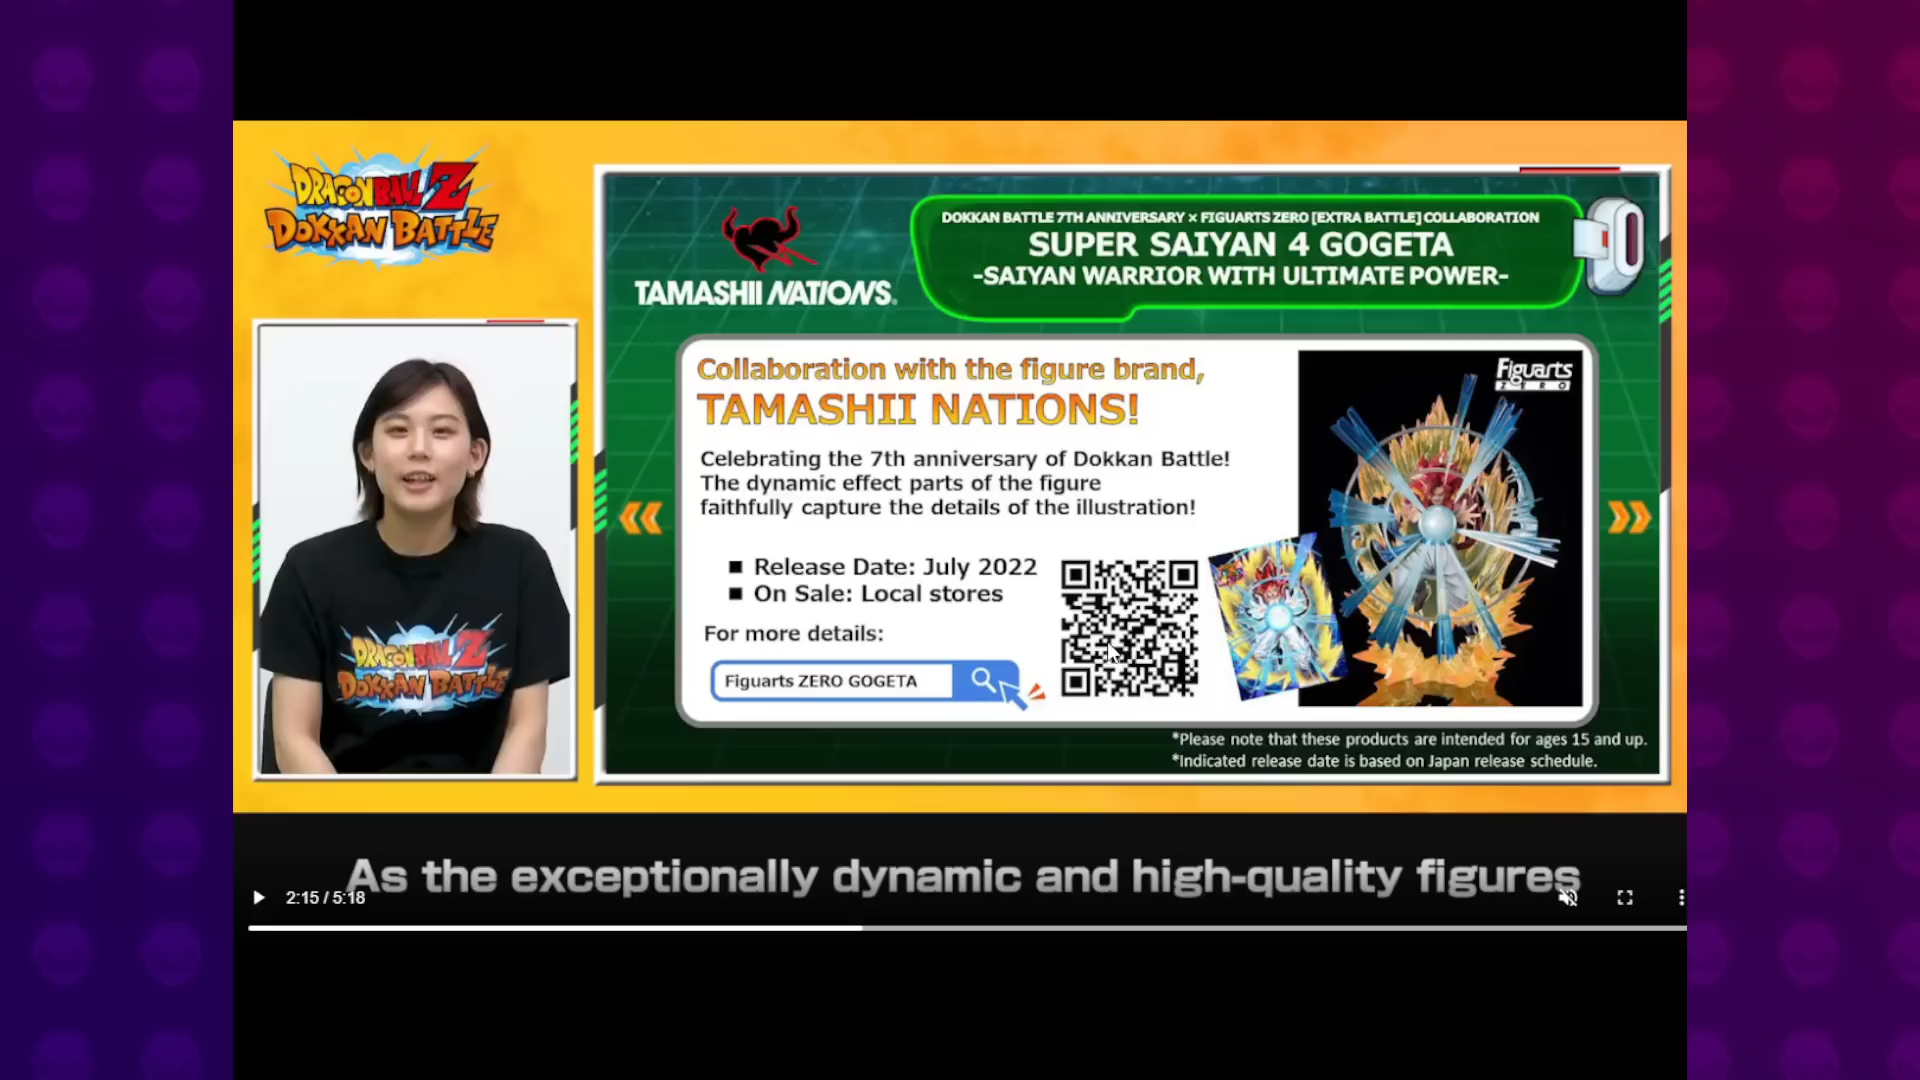 DRAGON BALL Z
DOKKAN BATTLE
TAMASHII NATIONS
DOKKAN BATTLE 7TH ANNIVERSARY × FIGUARTS ZERO [EXTRA BATTLE] COLLABORATION
SUPER SAIYAN 4 GOGETA
-SAIYAN WARRIOR WITH ULTIMATE POWER-
Collaboration with the figure brand,
TAMASHII NATIONS!
Celebrating the 7th anniversary of Dokkan Battle!
The dynamic effect parts of the figure
faithfully capture the details of the illustration!
■ Release Date: July 2022
■ On Sale: Local stores
For more details:
Figuarts ZERO GOGETA
Figuarts
ZERO
*Please note that these products are intended for ages 15 and up.
*Indicated release date is based on Japan release schedule.
DRAGON BALL Z
DOKKAN BATTLE
As the exceptionally dynamic and high-quality figures
2:15 / 5:18